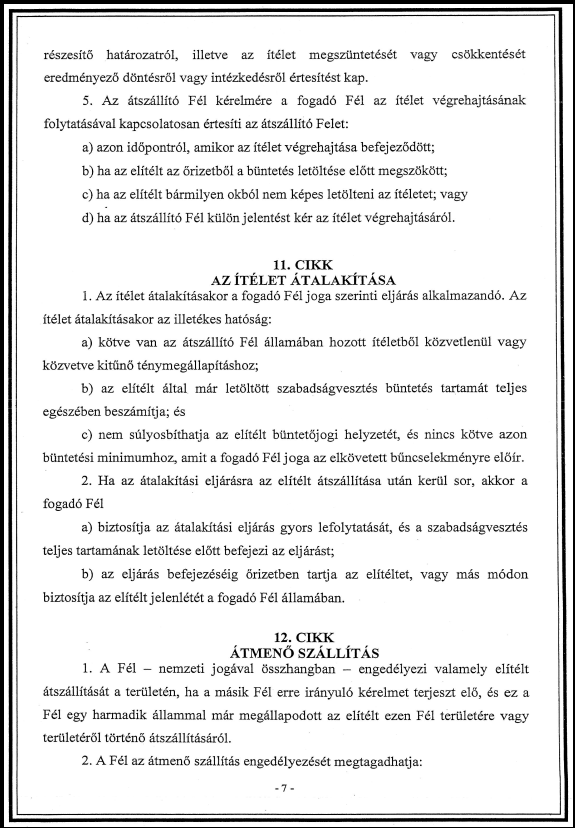 részesítő határozatról, illetve az ítélet megszüntetését vagy csökkentését
eredményező döntésről vagy intézkedésről értesítést kap.
5. Az átszállító Fél kérelmére a fogadó Fél az ítélet végrehajtásának
folytatásával kapcsolatosan értesíti az átszállító Felet:
a) azon időpontról, amikor az ítélet végrehajtása befejeződött;
b) ha az elítélt az őrizetből a büntetés letöltése előtt megszökött;
c) ha az elítélt bármilyen okból nem képes letölteni az ítéletet; vagy
d) ha az átszállító Fél külön jelentést kér az ítélet végrehajtásáról.
11. CIKK
AZ ÍTÉLET ÁTALAKÍTÁSA
1. Az ítélet átalakításakor a fogadó Fél joga szerinti eljárás alkalmazandó. Az
ítélet átalakításakor az illetékes hatóság:
a) kötve van az átszállító Fél államában hozott ítéletből közvetlenül vagy
közvetve kitűnő ténymegállapításhoz;
b) az elítélt által már letöltött szabadságvesztés büntetés tartamát teljes
egészében beszámítja; és
c) nem súlyosbíthatja az elítélt büntetőjogi helyzetét, és nincs kötve azon
büntetési minimumhoz, amit a fogadó Fél joga az elkövetett bűncselekményre előír.
2. Ha az átalakítási eljárásra az elítélt átszállítása után kerül sor, akkor a
fogadó Fél
a) biztosítja az átalakítási eljárás gyors lefolytatását, és a szabadságvesztés
teljes tartamának letöltése előtt befejezi az eljárást;
b) az eljárás befejezéséig őrizetben tartja az elítéltet, vagy más módon
biztosítja az elítélt jelenlétét a fogadó Fél államában.
12. CIKK
ÁTMENŐ SZÁLLÍTÁS
1. A Fél – nemzeti jogával összhangban – engedélyezi valamely elítélt
átszállítását a területén, ha a másik Fél erre irányuló kérelmet terjeszt elő, és ez a
Fél egy harmadik állammal már megállapodott az elítélt ezen Fél területére vagy
területéről történő átszállításáról.
2. A Fél az átmenő szállítás engedélyezését megtagadhatja:
- 7 -